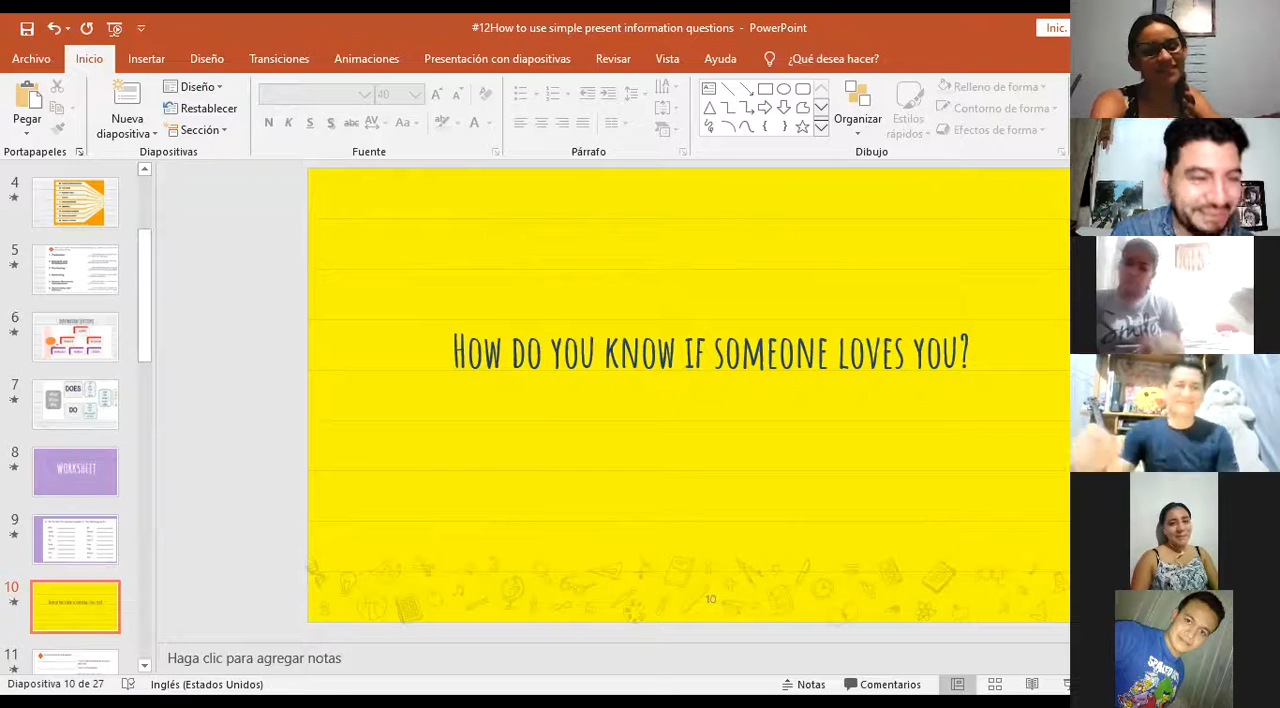 #12How to use simple present information questions - PowerPoint
Inic.
Archivo
Inicio
Insertar
Diseño
Transiciones
Animaciones
Presentación con diapositivas
Revisar
Vista
Ayuda
¿Qué desea hacer?
Pegar
Portapapeles
Nueva
diapositiva
Diseño
Restablecer
Sección
Diapositivas
40
N K S S abc AV Aa A
Fuente
Párrafo
Organizar
Estilos
rápidos
Dibujo
Relleno de forma
Contorno de forma
Efectos de forma
4
5
6
7
DOES
DO
8
WORKSHEET
9
10
11
How do you know if someone loves you?
10
Haga clic para agregar notas
Diapositiva 10 de 27
Inglés (Estados Unidos)
Notas
Comentarios